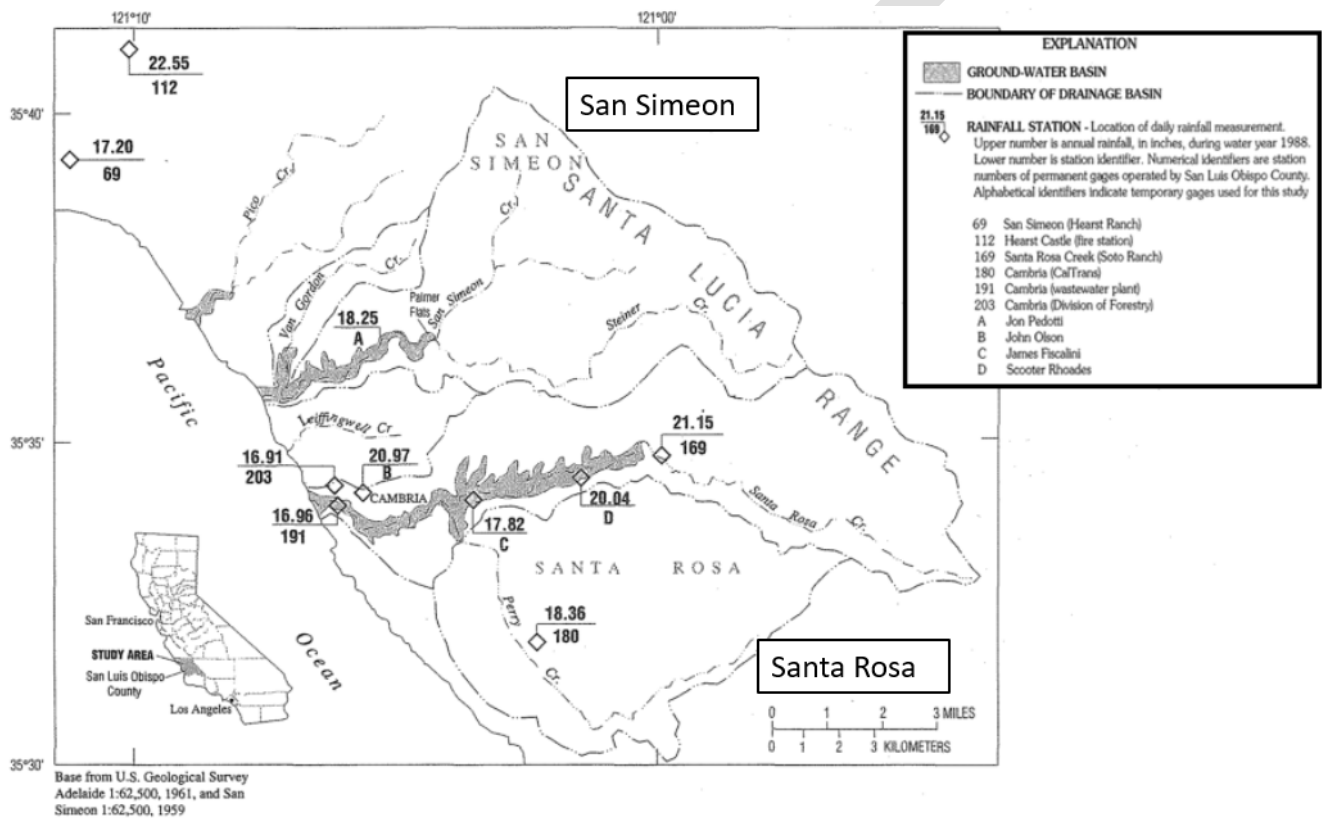 121°10'
121°00'
22.55
112
35°40'
17.20
69
San Simeon
SAN
SIMEON
SANTA
LUCIA
RANGE
Pico Cr.
Van Gordon Cr.
Palmer
Flats
San Simeon Cr.
Steiner Cr.
18.25
A
Pacific
Ocean
Leffingwell Cr
35°35'
21.15
169
16.91
203
20.97
B
CAMBRIA
16.96
191
17.82
C
20.04
D
Santa Rosa Cr.
SANTA ROSA
Perry Cr.
18.36
180
Santa Rosa
San Francisco
STUDY AREA
San Luis Obispo
County
Los Angeles
0 1 2 3 MILES
0 1 2 3 KILOMETERS
35°30'
Base from U.S. Geological Survey
Adelaide 1:62,500, 1961, and San
Simeon 1:62,500, 1959
EXPLANATION
GROUND-WATER BASIN
BOUNDARY OF DRAINAGE BASIN
21.15
169
RAINFALL STATION - Location of daily rainfall measurement.
Upper number is annual rainfall, in inches, during water year 1988.
Lower number is station identifier. Numerical identifiers are station
numbers of permanent gages operated by San Luis Obispo County.
Alphabetical identifiers indicate temporary gages used for this study
69 San Simeon (Hearst Ranch)
112 Hearst Castle (fire station)
169 Santa Rosa Creek (Soto Ranch)
180 Cambria (CalTrans)
191 Cambria (wastewater plant)
203 Cambria (Division of Forestry)
A Jon Pedotti
B John Olson
C James Fiscalini
D Scooter Rhoades